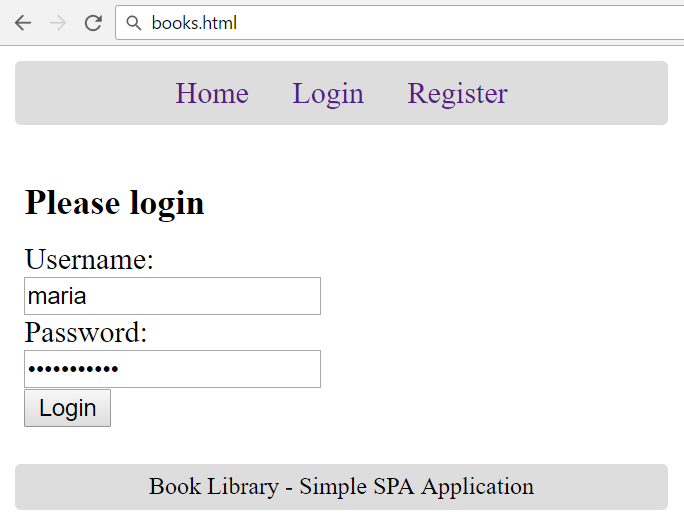 books.html
Home Login Register
Please login
Username:
maria
Password:
•••••••••••
Login
Book Library - Simple SPA Application